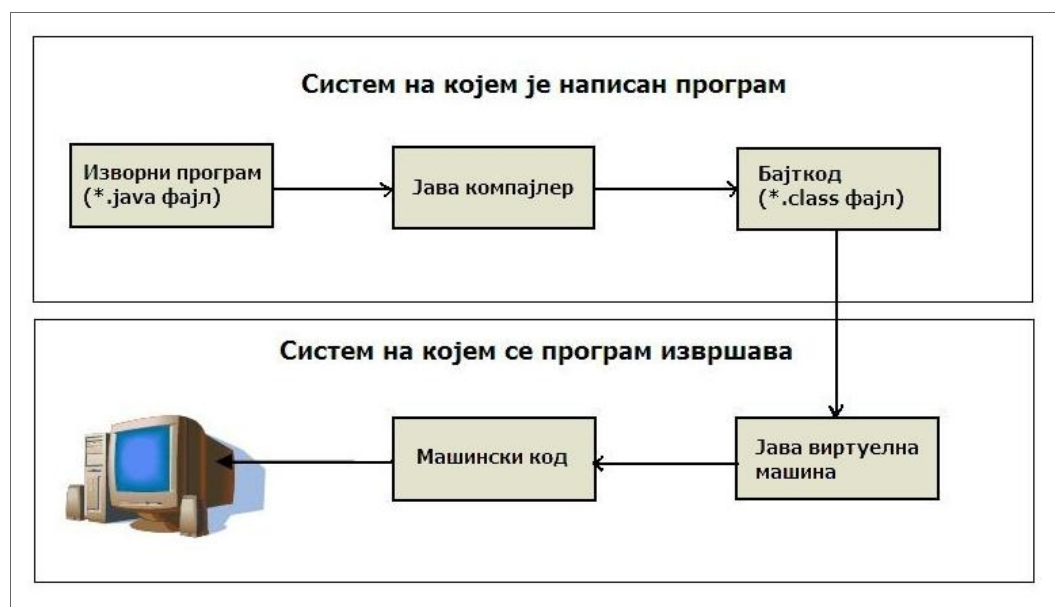 Систем на којем је написан програм
Изворни програм
(*.java фајл)
Јава компајлер
Бајткод
(*.class фајл)
Систем на којем се програм извршава
Машински код
Јава виртуелна
машина